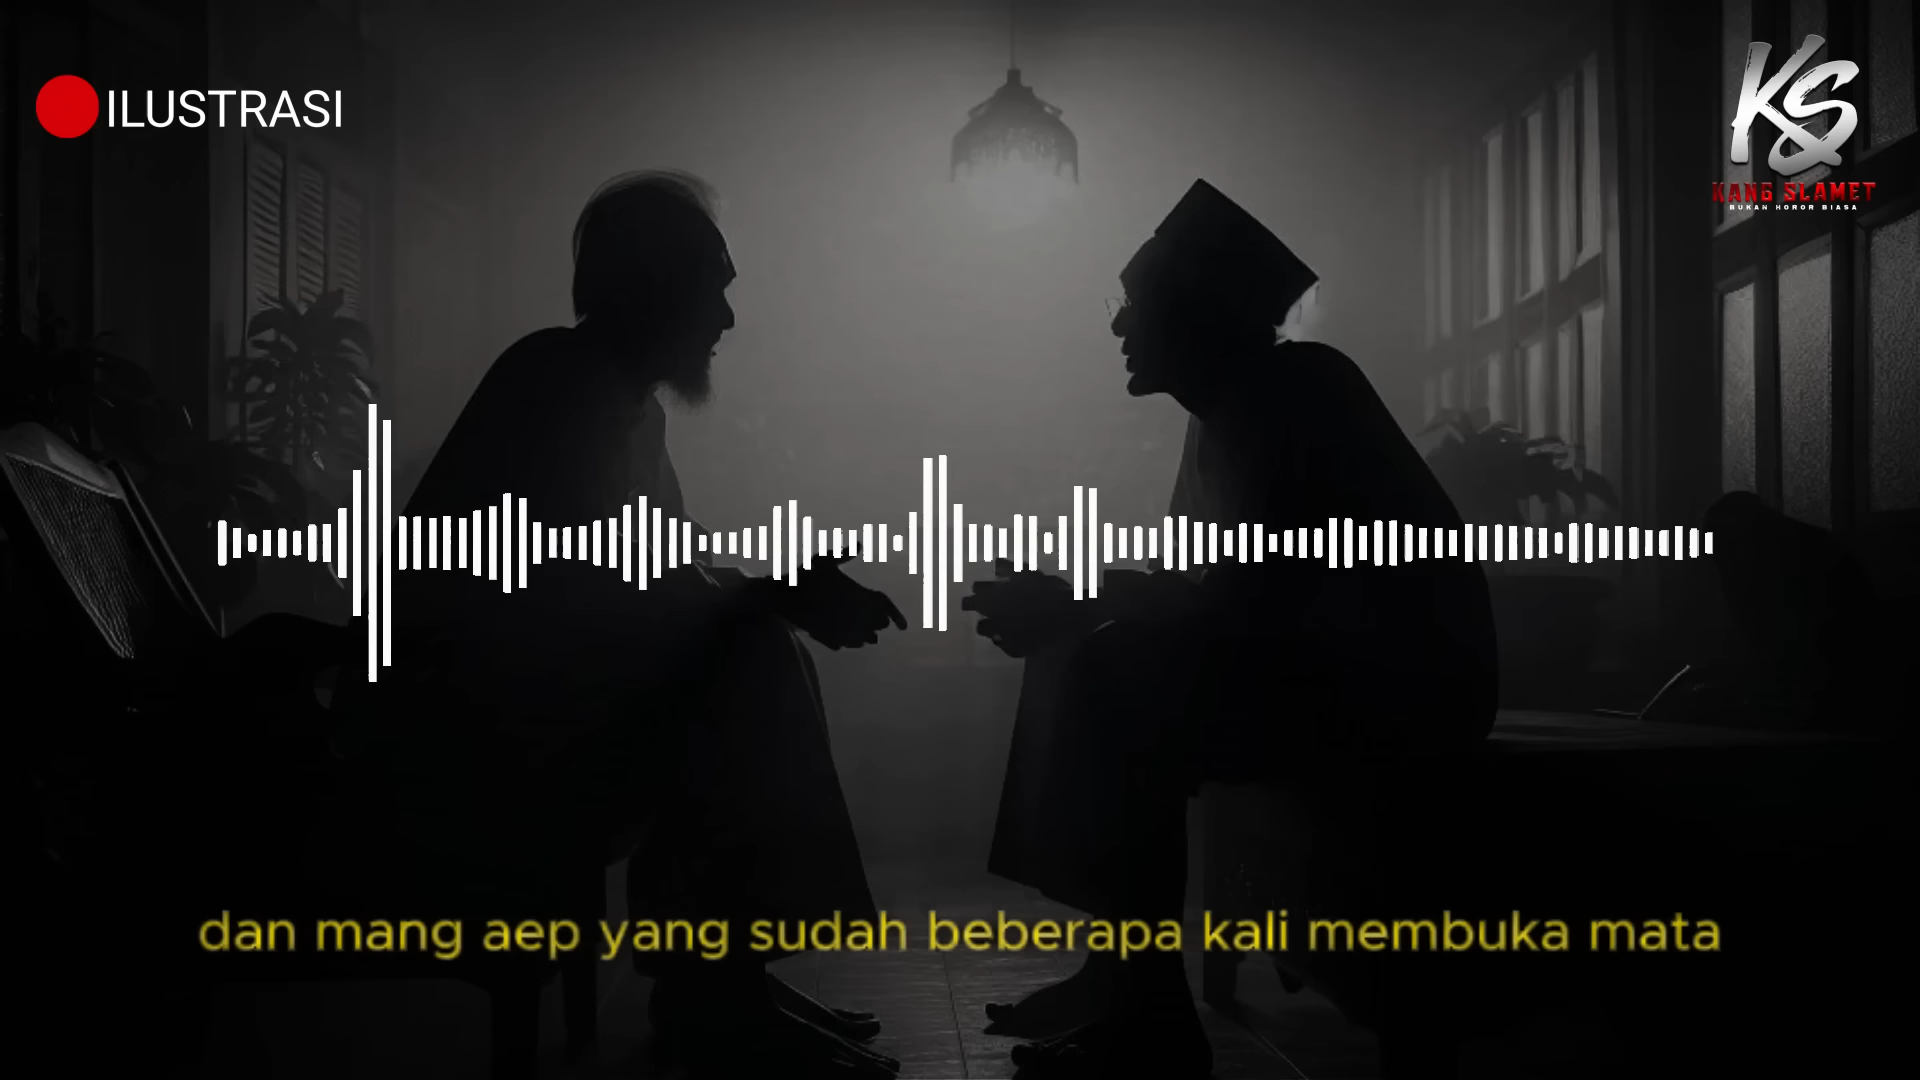 ILUSTRASI
KS
KANG SLAMET
BUKAN HOROR BIASA
dan mang aep yang sudah beberapa kali membuka mata